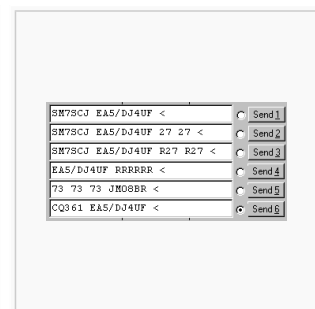 SM7SCJ EA5/DJ4UF < Send 1
SM7SCJ EA5/DJ4UF 27 27 < Send 2
SM7SCJ EA5/DJ4UF R27 R27 < Send 3
EA5/DJ4UF RRRRRR < Send 4
73 73 73 JM08BR < Send 5
CQ361 EA5/DJ4UF < Send 6